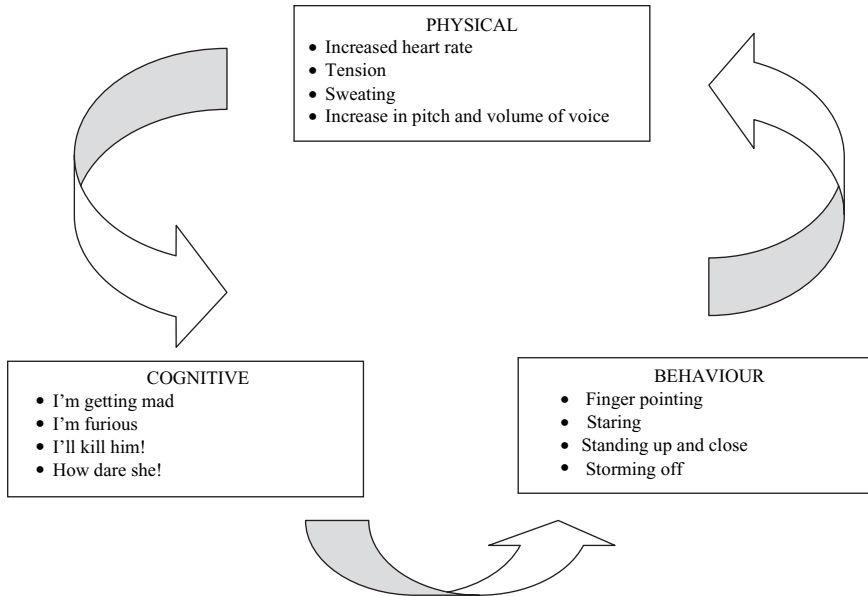 PHYSICAL
• Increased heart rate
• Tension
• Sweating
• Increase in pitch and volume of voice
COGNITIVE
• I'm getting mad
• I'm furious
• I'll kill him!
• How dare she!
BEHAVIOUR
• Finger pointing
• Staring
• Standing up and close
• Storming off